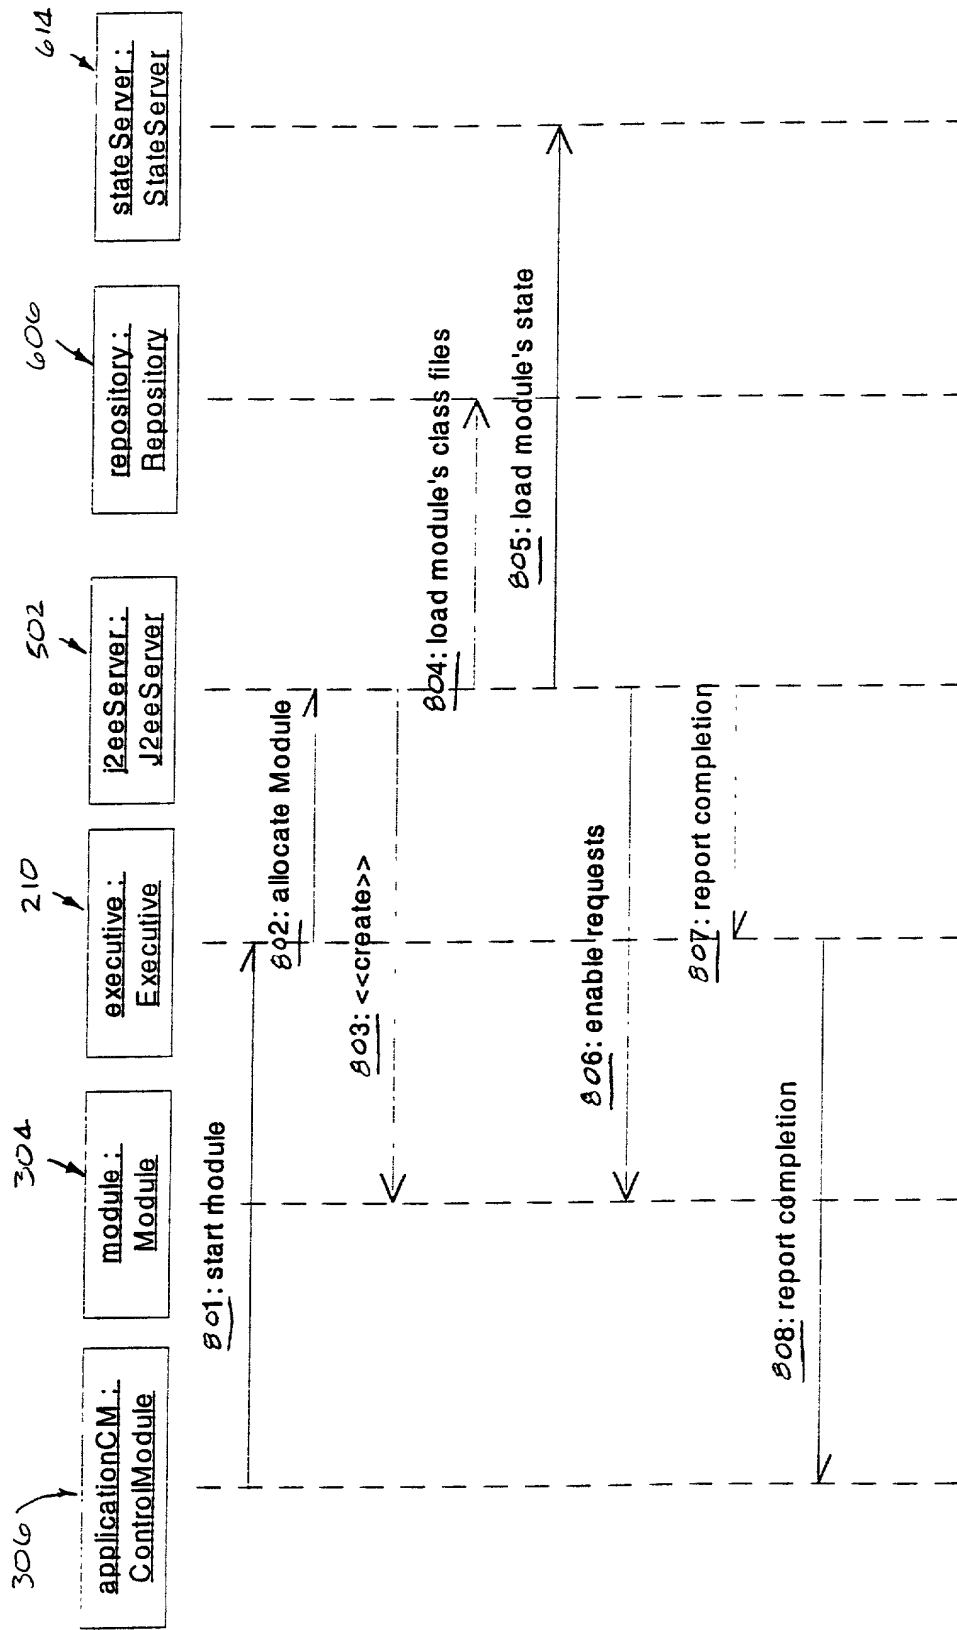 306
applicationCM :
ControlModule
304
module :
Module
210
executive :
Executive
502
j2eeServer:
J2eeServer
606
repository :
Repository
614
stateServer :
StateServer
801: start module
802: allocate Module
803: <<create>>
804: load module's class files
805: load module's state
806: enable requests
807: report completion
808: report completion